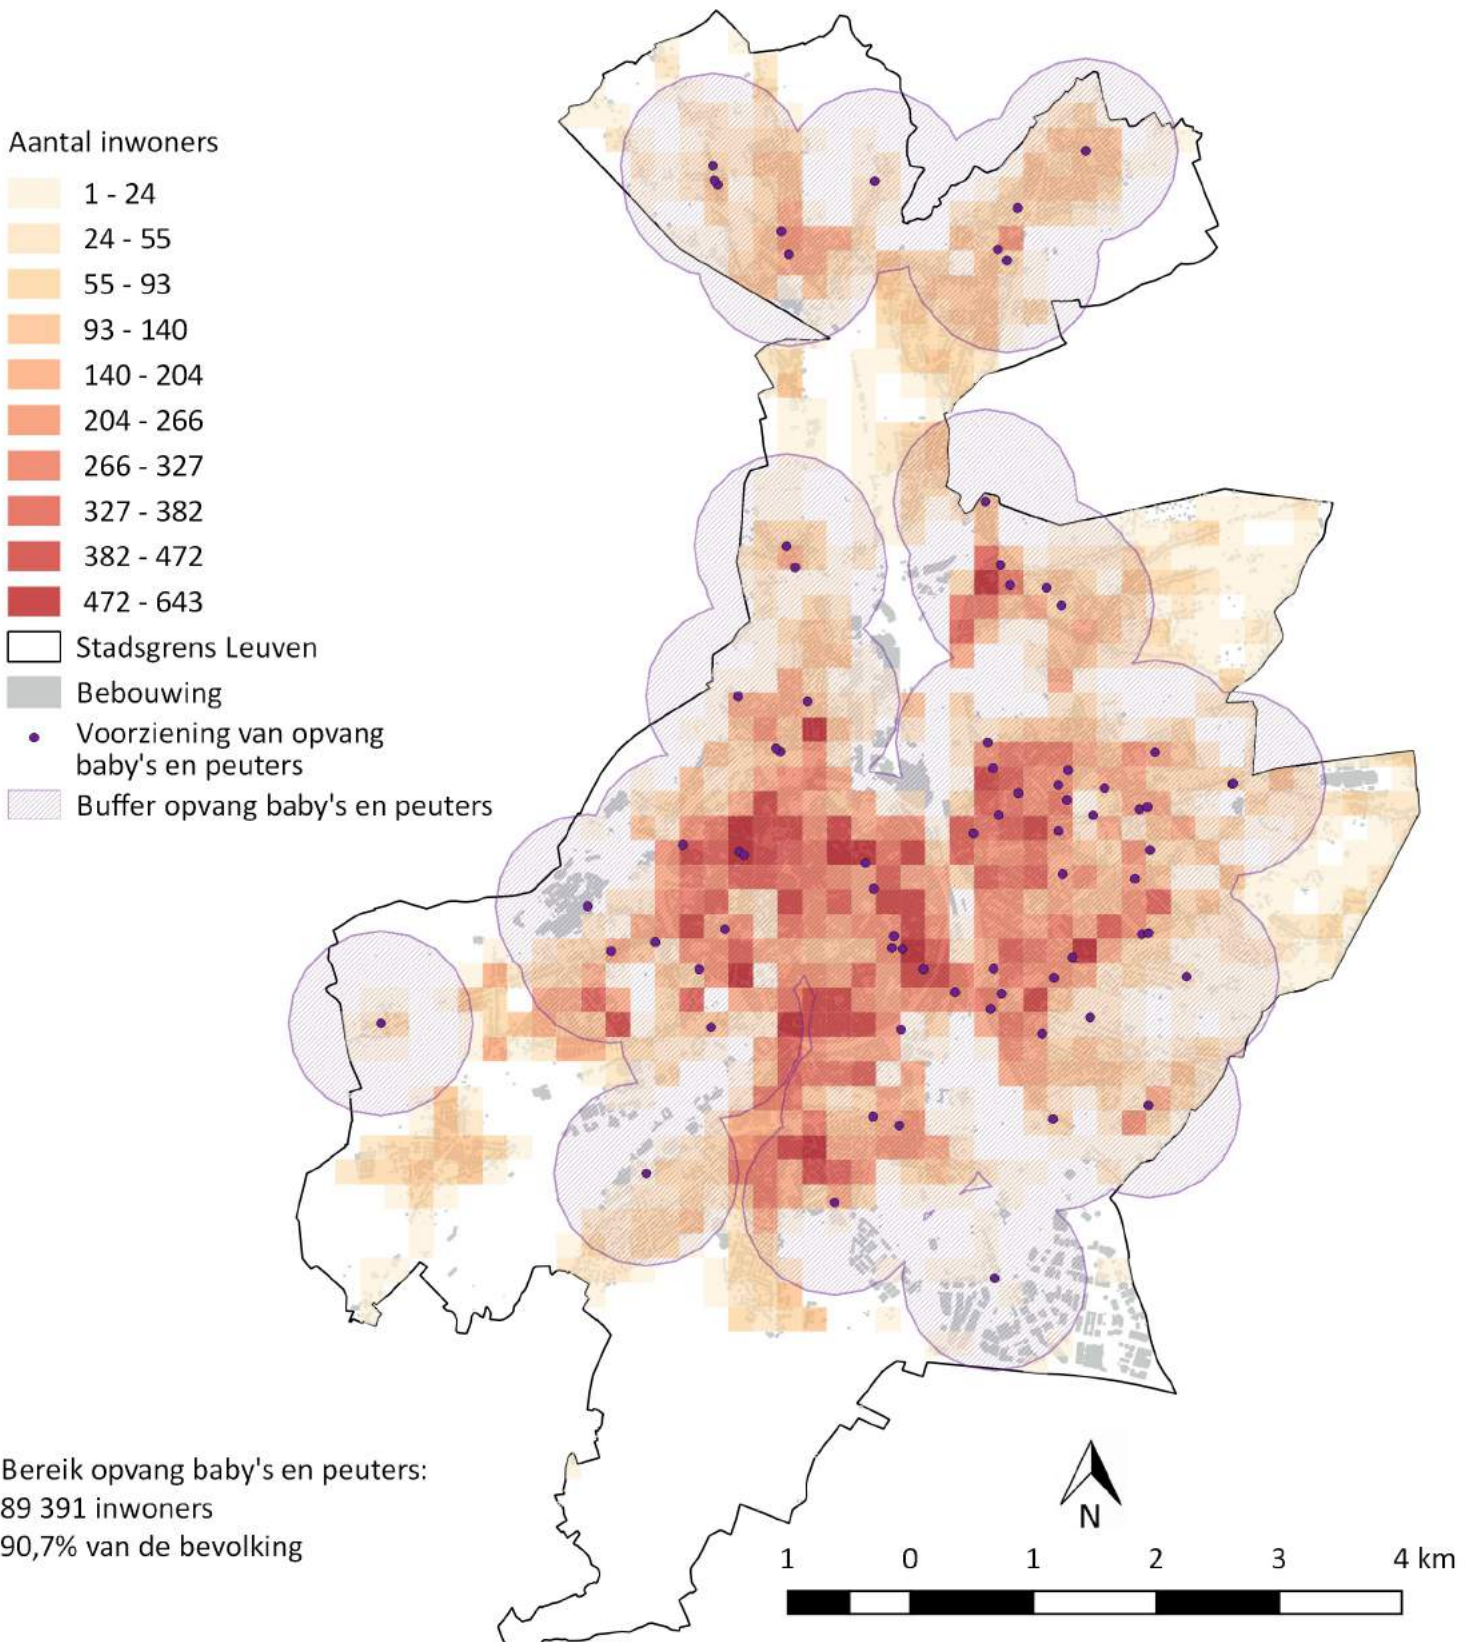 Aantal inwoners
1 - 24
24 - 55
55 - 93
93 - 140
140 - 204
204 - 266
266 - 327
327 - 382
382 - 472
472 - 643
Stadsgrens Leuven
Bebouwing
Voorziening van opvang
baby's en peuters
Buffer opvang baby's en peuters
Bereik opvang baby's en peuters:
89 391 inwoners
90,7% van de bevolking
N
1 0 1 2 3 4 km